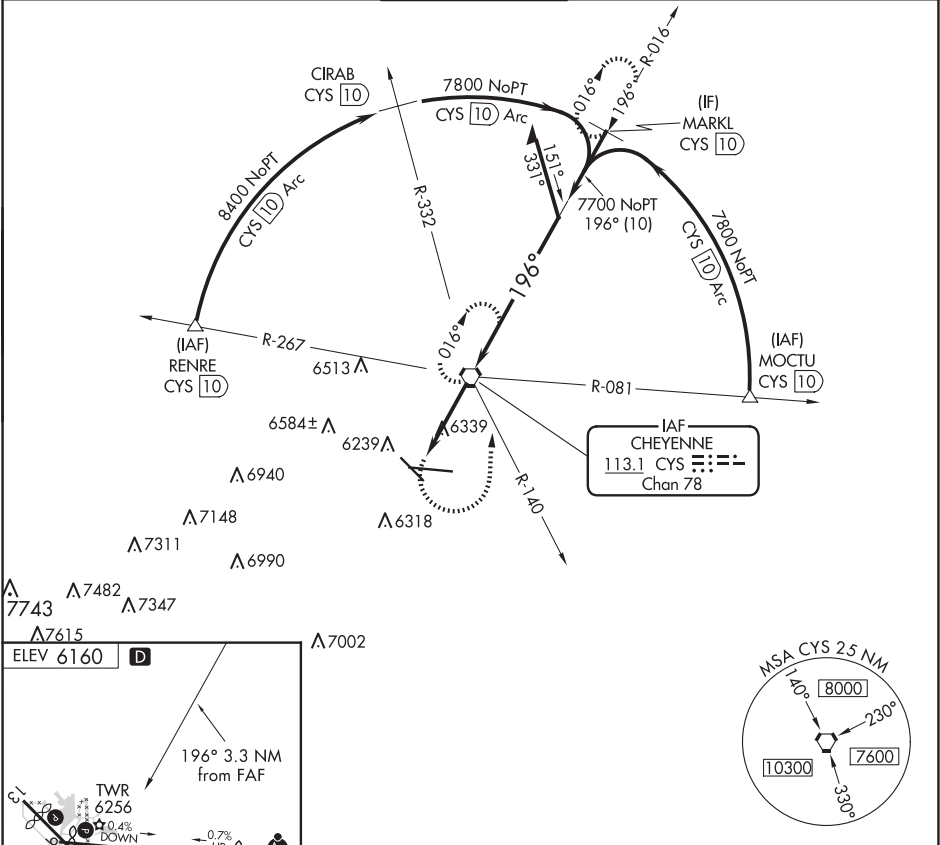 R-016
CIRAB
CYS 10
7800 NoPT
CYS 10 Arc
016°
196°
(IF)
MARKL
CYS 10
151°
331°
8400 NoPT
CYS 10 Arc
R-332
7700 NoPT
196° (10)
7800 NoPT
CYS 10 Arc
196°
016°
(IAF)
RENRE
CYS 10
R-267
6513
R-081
(IAF)
MOCTU
CYS 10
6584±
6239
6339
IAF
CHEYENNE
113.1 CYS
Chan 78
6940
R-140
7148
6318
7311
6990
7743
7482
7347
7615
7002
ELEV 6160 D
MSA CYS 25 NM
140°
8000
230°
10300
7600
330°
196° 3.3 NM
from FAF
13
TWR
6256
P
0.4%
DOWN
0.7%